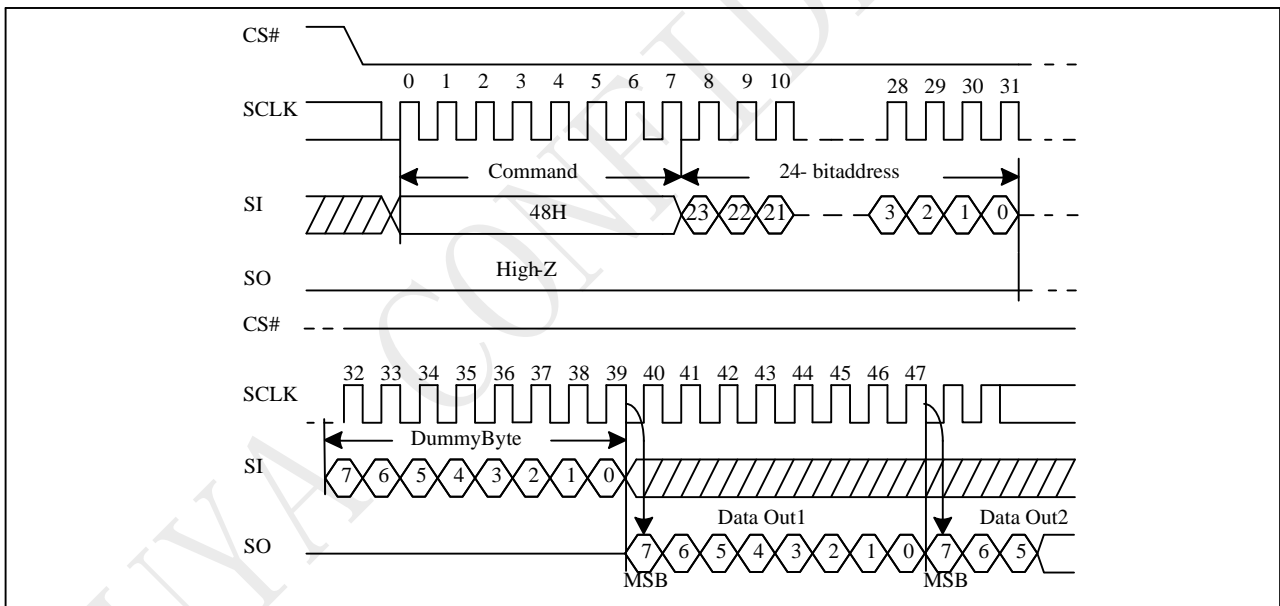 CS#
0 1 2 3 4 5 6 7 8 9 10 28 29 30 31
SCLK
Command 24- bitaddress
SI 48H 23 22 21 3 2 1 0
SO High-Z
CS#
32 33 34 35 36 37 38 39 40 41 42 43 44 45 46 47
SCLK
DummyByte
SI 7 6 5 4 3 2 1 0
Data Out1 Data Out2
SO 7 6 5 4 3 2 1 0 7 6 5
MSB MSB